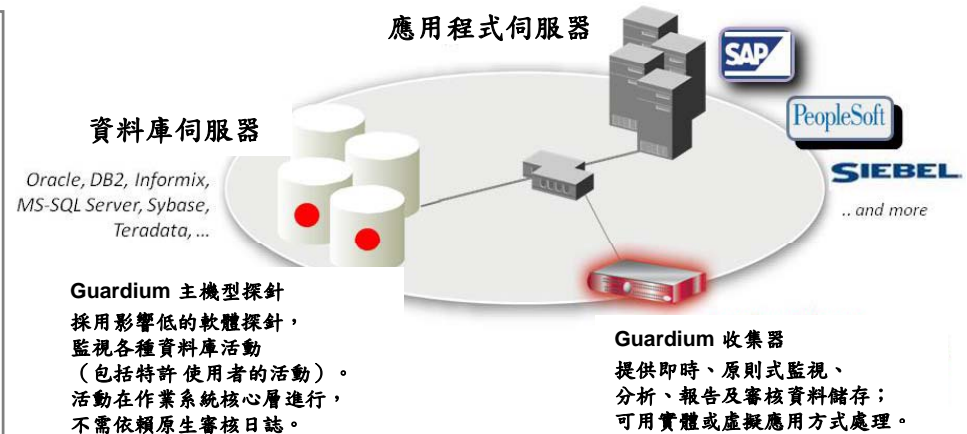 應用程式伺服器
SAP
PeopleSoft
SIEBEL
.. and more
資料庫伺服器
Oracle, DB2, Informix,
MS-SQL Server, Sybase,
Teradata, ...
Guardium 主機型探針
採用影響低的軟體探針，
監視各種資料庫活動
（包括特許 使用者的活動）。
活動在作業系統核心層進行，
不需依賴原生審核日誌。
Guardium 收集器
提供即時、原則式監視、
分析、報告及審核資料儲存；
可用實體或虛擬應用方式處理。